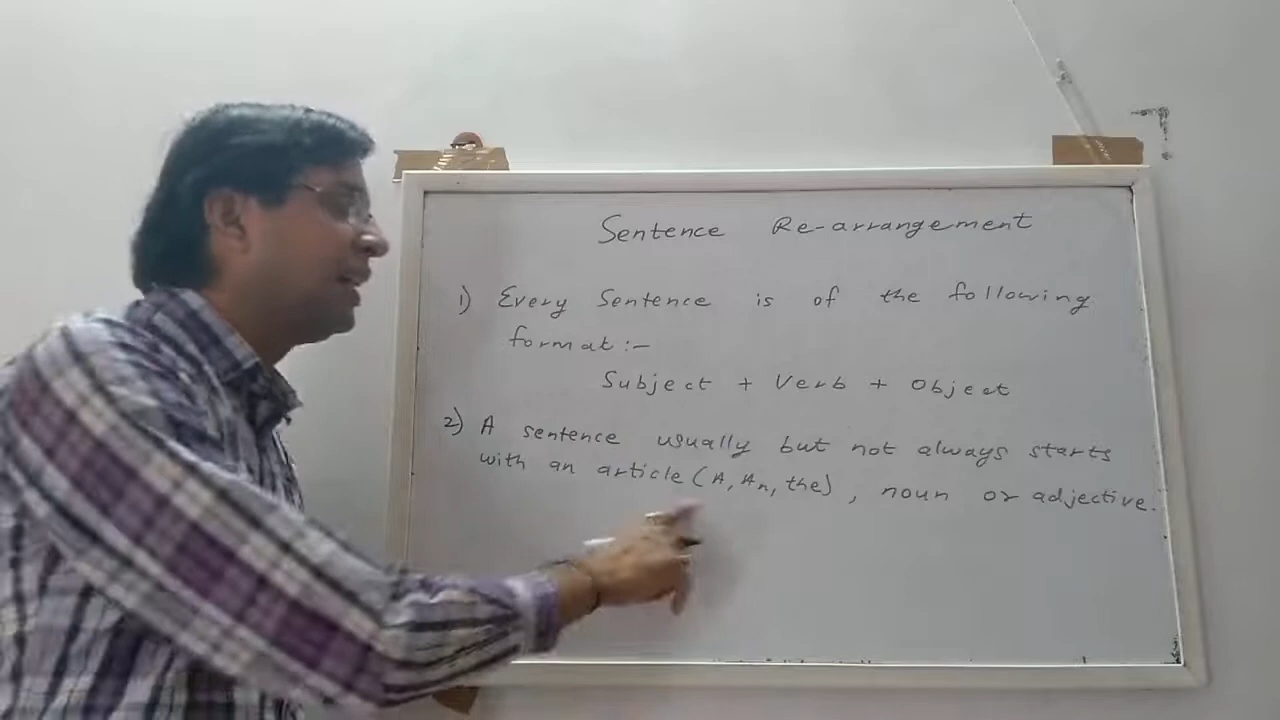 Sentence Re-arrangement
1) Every Sentence is of the following
format :-
Subject + Verb + Object
2) A sentence usually but not always starts
with an article (A, An, the), noun or adjective.